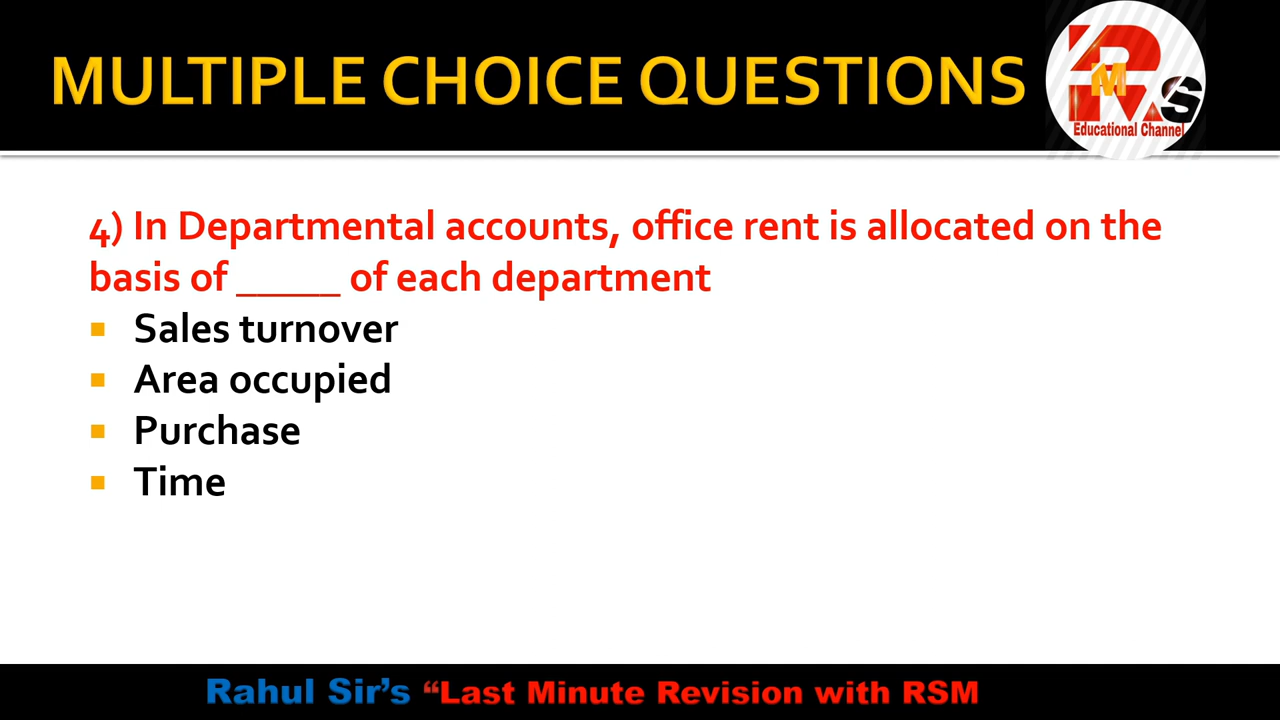 MULTIPLE CHOICE QUESTIONS
RMS
Educational Channel
4) In Departmental accounts, office rent is allocated on the
basis of _____ of each department
Sales turnover
Area occupied
Purchase
Time
Rahul Sir's “Last Minute Revision with RSM